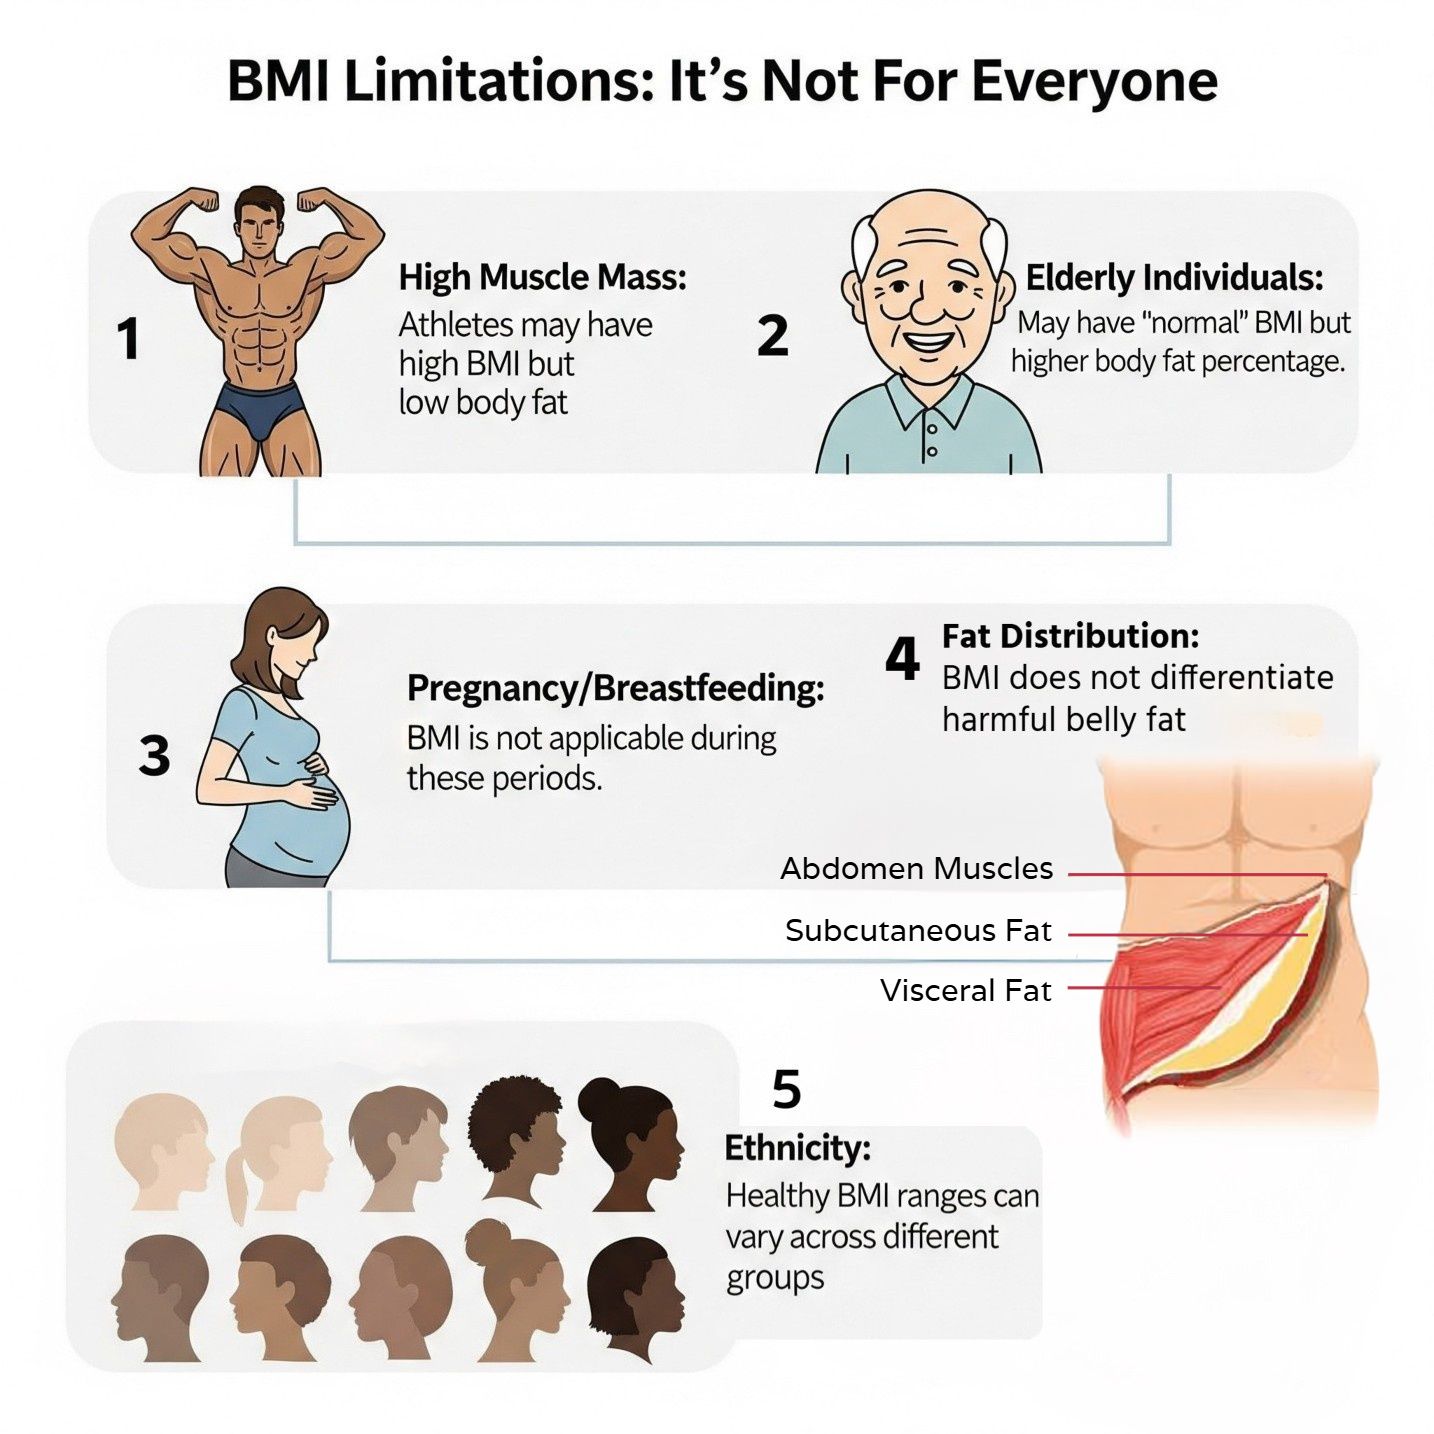 BMI Limitations: It’s Not For Everyone
1
High Muscle Mass:
Athletes may have
high BMI but
low body fat
2
Elderly Individuals:
May have "normal” BMI but
higher body fat percentage.
3
Pregnancy/Breastfeeding:
BMI is not applicable during
these periods.
4
Fat Distribution:
BMI does not differentiate
harmful belly fat
Abdomen Muscles
Subcutaneous Fat
Visceral Fat
5
Ethnicity:
Healthy BMI ranges can
vary across different
groups